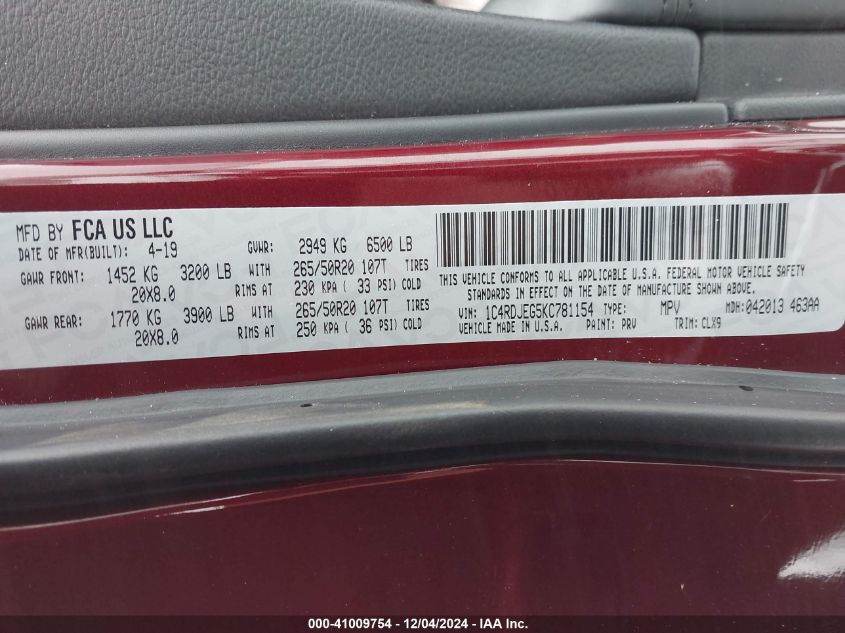 MFD BY FCA US LLC
DATE OF MFR(BUILT): 4-19 GVWR: 2949 KG 6500 LB
GAWR FRONT: 1452 KG 3200 LB WITH 265/50R20 107T TIRES
20X8.0 RIMS AT 230 KPA ( 33 PSI) COLD
GAWR REAR: 1770 KG 3900 LB WITH 265/50R20 107T TIRES
20X8.0 RIMS AT 250 KPA ( 36 PSI) COLD
THIS VEHICLE CONFORMS TO ALL APPLICABLE U.S.A. FEDERAL MOTOR VEHICLE SAFETY
STANDARDS IN EFFECT ON THE DATE OF MANUFACTURE SHOWN ABOVE.
VIN: 1C4RDJEG5KC781154 TYPE: MPV MDH:042013 463AA
VEHICLE MADE IN U.S.A. PAINT: PRV TRIM: CLX9
000-41009754 - 12/04/2024 - IAA Inc.